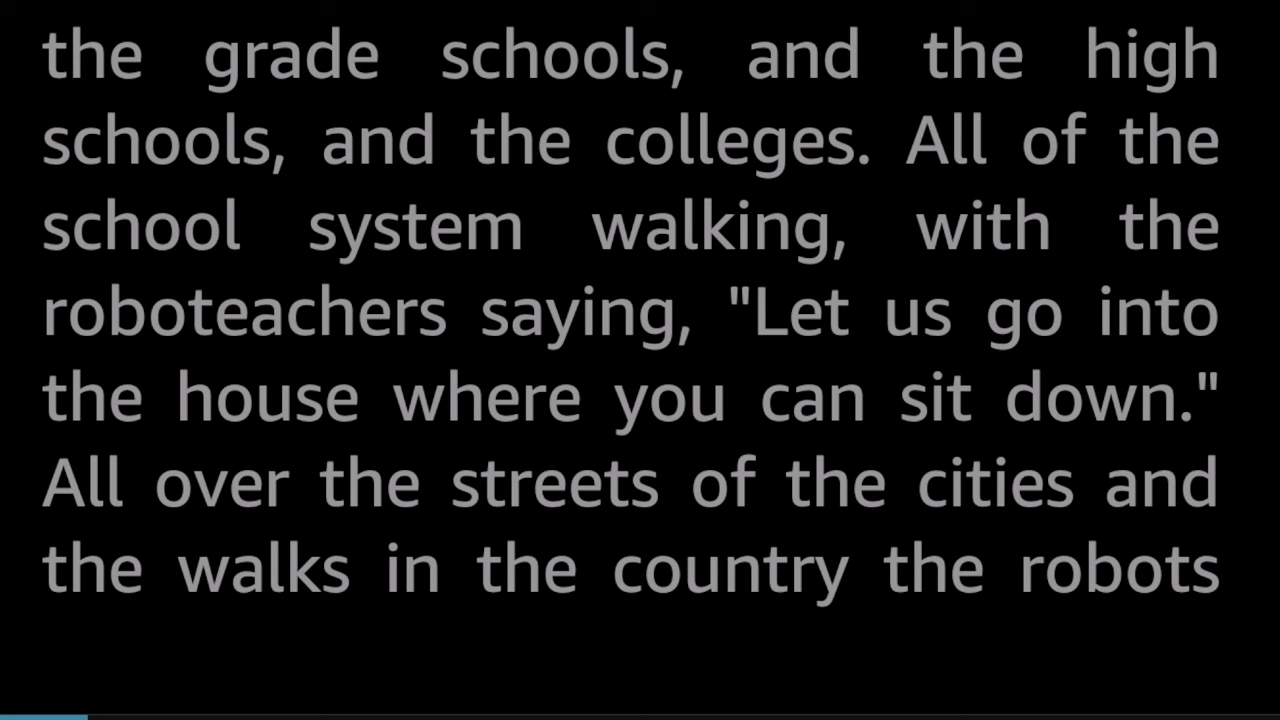 the grade schools, and the high
schools, and the colleges. All of the
school system walking, with the
roboteachers saying, "Let us go into
the house where you can sit down."
All over the streets of the cities and
the walks in the country the robots